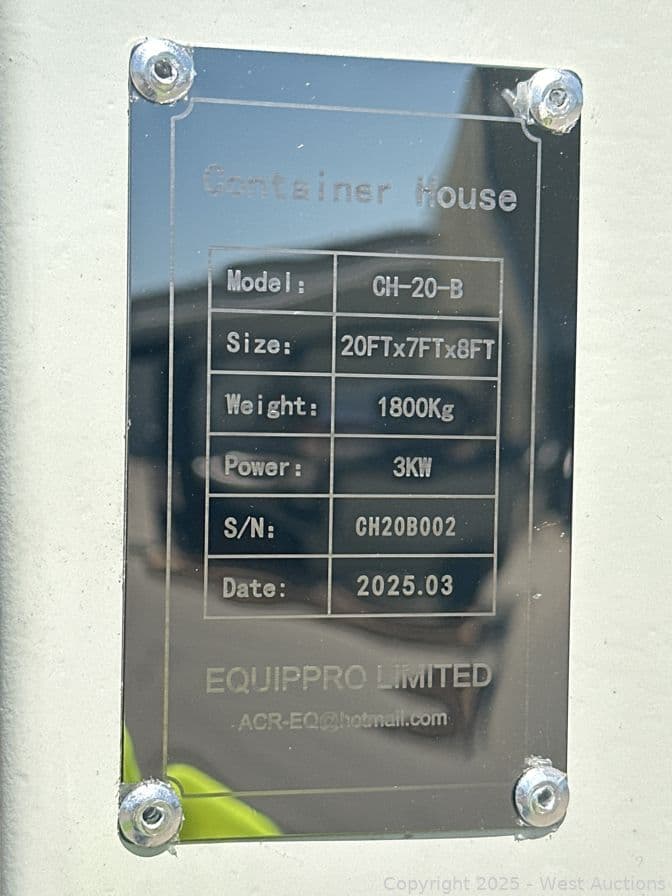 Container House
Model: CH-20-B
Size: 20FTx7FTx8FT
Weight: 1800Kg
Power: 3KW
S/N: CH20B002
Date: 2025.03
EQUIPPRO LIMITED
ACR-EQ@hotmail.com
Copyright 2025 - West Auctions